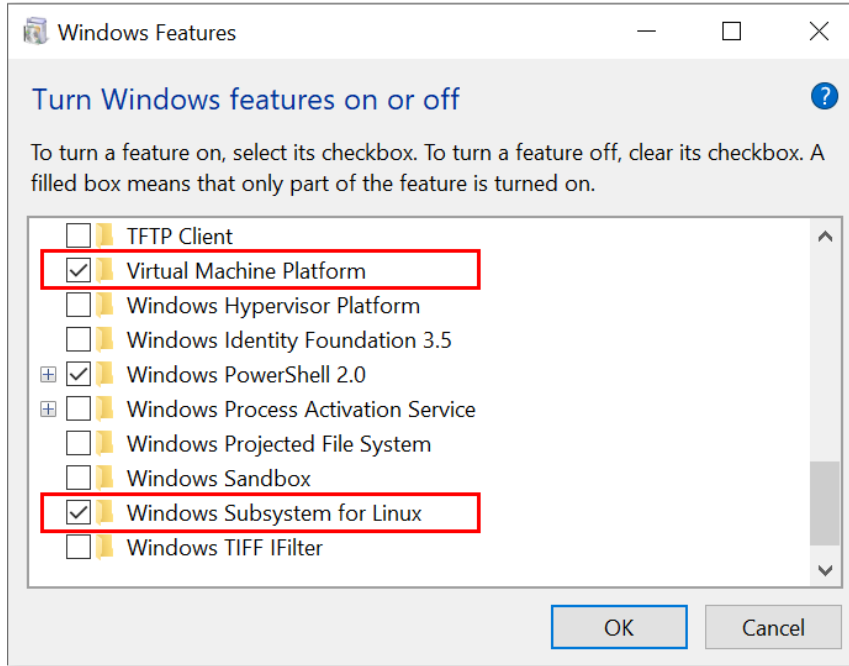 Windows Features
Turn Windows features on or off
?
To turn a feature on, select its checkbox. To turn a feature off, clear its checkbox. A
filled box means that only part of the feature is turned on.
TFTP Client
Virtual Machine Platform
Windows Hypervisor Platform
Windows Identity Foundation 3.5
Windows PowerShell 2.0
Windows Process Activation Service
Windows Projected File System
Windows Sandbox
Windows Subsystem for Linux
Windows TIFF IFilter
OK Cancel